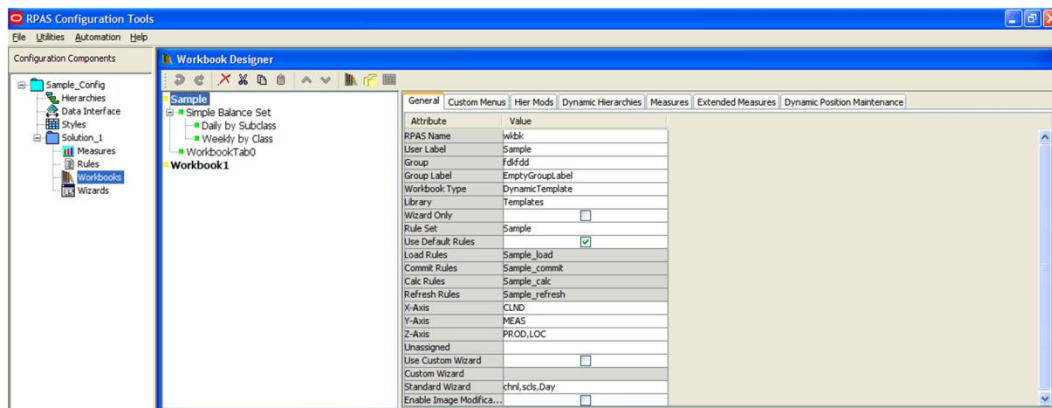 RPAS Configuration Tools
File Utilities Automation Help
Configuration Components
Sample_Config
Hierarchies
Data Interface
Styles
Solution_1
Measures
Rules
Workbooks
Wizards
Workbook Designer
Sample
Simple Balance Set
Daily by Subclass
Weekly by Class
WorkbookTab0
Workbook1
General Custom Menus Hier Mods Dynamic Hierarchies Measures Extended Measures Dynamic Position Maintenance
Attribute Value
RPAS Name wkbk
User Label Sample
Group fdkfdd
Group Label EmptyGroupLabel
Workbook Type DynamicTemplate
Library Templates
Wizard Only
Rule Set Sample
Use Default Rules
Load Rules Sample_load
Commit Rules Sample_commit
Calc Rules Sample_calc
Refresh Rules Sample_refresh
X-Axis CLND
Y-Axis MEAS
Z-Axis PROD,LOC
Unassigned
Use Custom Wizard
Custom Wizard
Standard Wizard chnl,scls,Day
Enable Image Modifica...